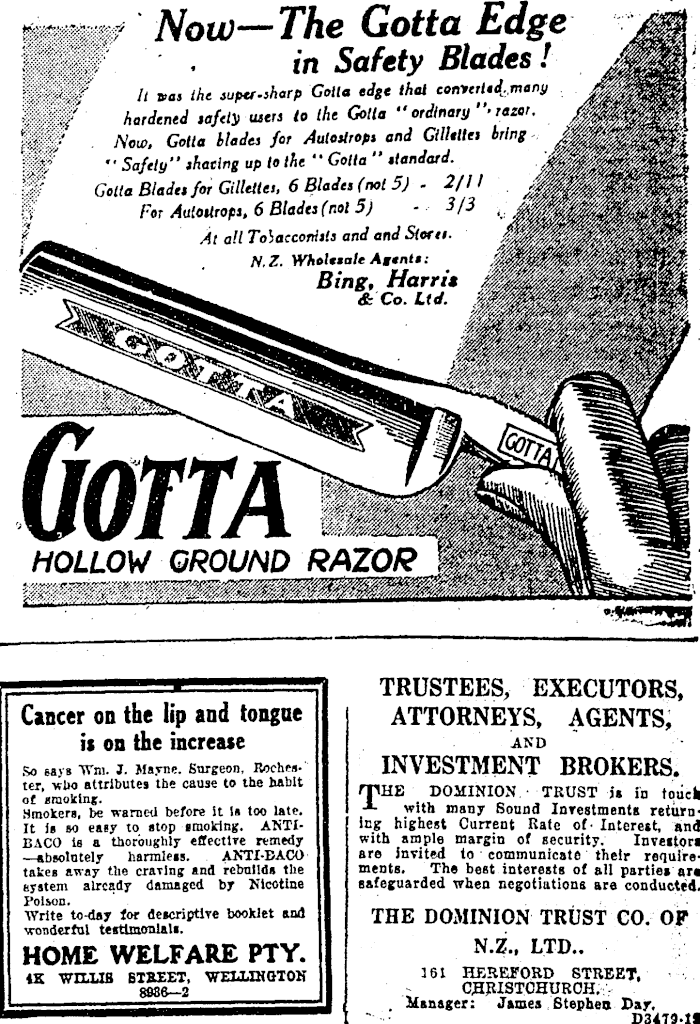 Now—The Gotta Edge
in Safety Blades!
It was the super-sharp Gotta edge that converted many
hardened safety users to the Gotta "ordinary" razor.
Now, Gotta blades for Autostrops and Gillettes bring
"Safety" shaving up to the "Gotta" standard.
Gotta Blades for Gillettes, 6 Blades (not 5) - 2/11
For Autostrops, 6 Blades (not 5) - 3/3
At all Tobacconists and and Stores.
N.Z. Wholesale Agents:
Bing, Harris
& Co. Ltd.
GOTTA
GOTTA
GOTTA
HOLLOW GROUND RAZOR
Cancer on the lip and tongue
is on the increase
So says Wm. J. Mayne, Surgeon, Roches-
ter, who attributes the cause to the habit
of smoking.
Smokers, be warned before it is too late.
It is so easy to stop smoking. ANTI-
BACO is a thoroughly effective remedy
—absolutely harmless. ANTI-BACO
takes away the craving and rebuilds the
system already damaged by Nicotine
Poison.
Write to-day for descriptive booklet and
wonderful testimonials.
HOME WELFARE PTY.
4K WILLIS STREET, WELLINGTON
8936—2
TRUSTEES, EXECUTORS,
ATTORNEYS, AGENTS,
AND
INVESTMENT BROKERS.
THE DOMINION TRUST is in touch
with many Sound Investments return-
ing highest Current Rate of Interest, and
with ample margin of security. Investors
are invited to communicate their require-
ments. The best interests of all parties are
safeguarded when negotiations are conducted.
THE DOMINION TRUST CO. OF
N.Z., LTD..
161 HEREFORD STREET,
CHRISTCHURCH.
Manager: James Stephen Day.
D3479-13